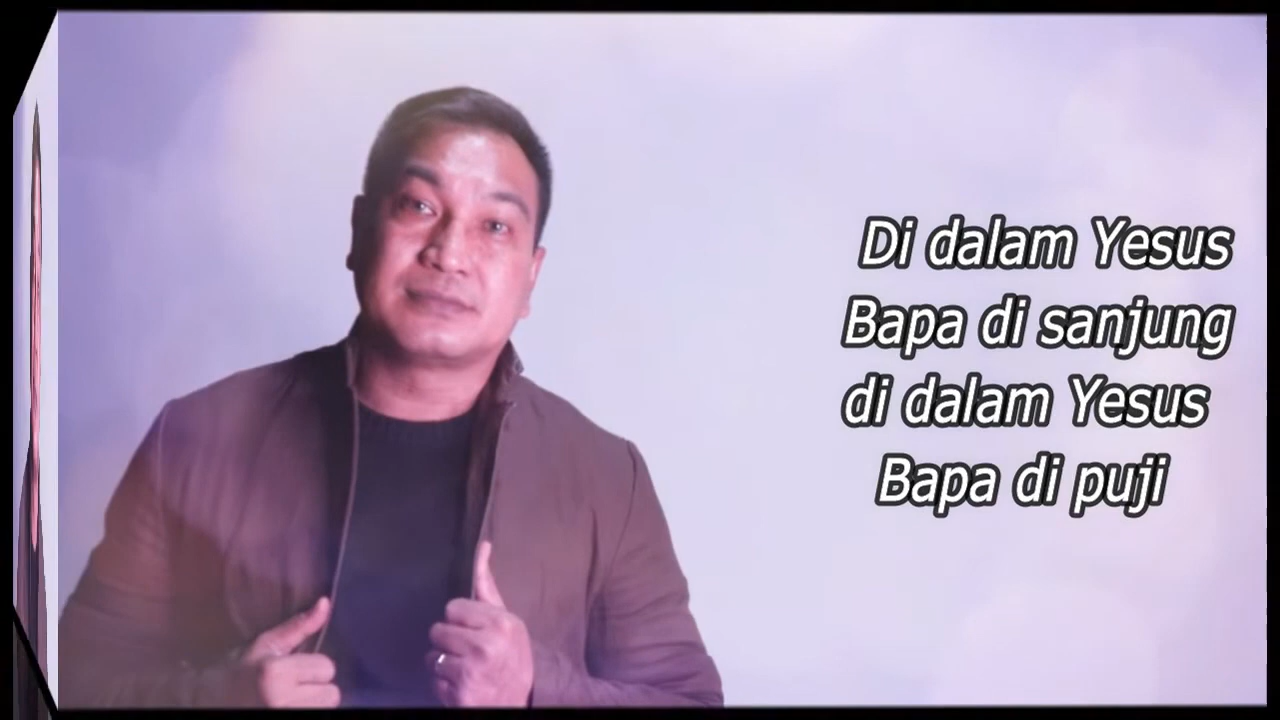 Di dalam Yesus
Bapa di sanjung
di dalam Yesus
Bapa di puji